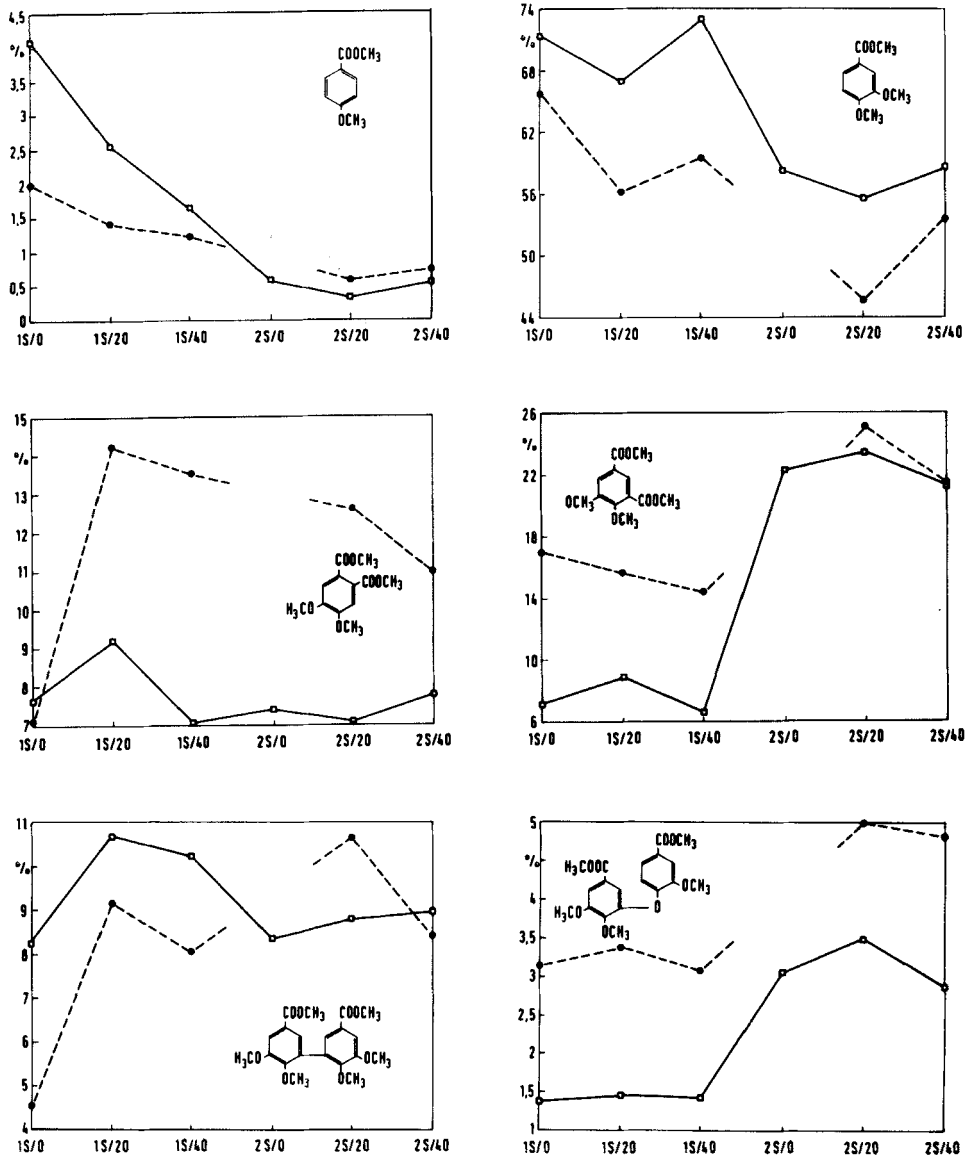 4,5
%
4
3,5
3
2,5
2
1,5
1
0,5
0
COOCH₃
OCH₃
1S/0 1S/20 1S/40 2S/0 2S/20 2S/40
74
%
68
62
56
50
44
COOCH₃
OCH₃
OCH₃
1S/0 1S/20 1S/40 2S/0 2S/20 2S/40
15
%
13
12
11
10
9
8
7
COOCH₃
COOCH₃
H₃CO
OCH₃
1S/0 1S/20 1S/40 2S/0 2S/20 2S/40
26
%
22
18
14
10
6
COOCH₃
OCH₃ COOCH₃
OCH₃
1S/0 1S/20 1S/40 2S/0 2S/20 2S/40
11
%
9
8
7
6
5
4
COOCH₃ COOCH₃
H₃CO OCH₃
OCH₃ OCH₃
1S/0 1S/20 1S/40 2S/0 2S/20 2S/40
5
%
4
3,5
3
2,5
2
1,5
1
COOCH₃
H₃COOC
OCH₃
H₃CO O
OCH₃
1S/0 1S/20 1S/40 2S/0 2S/20 2S/40